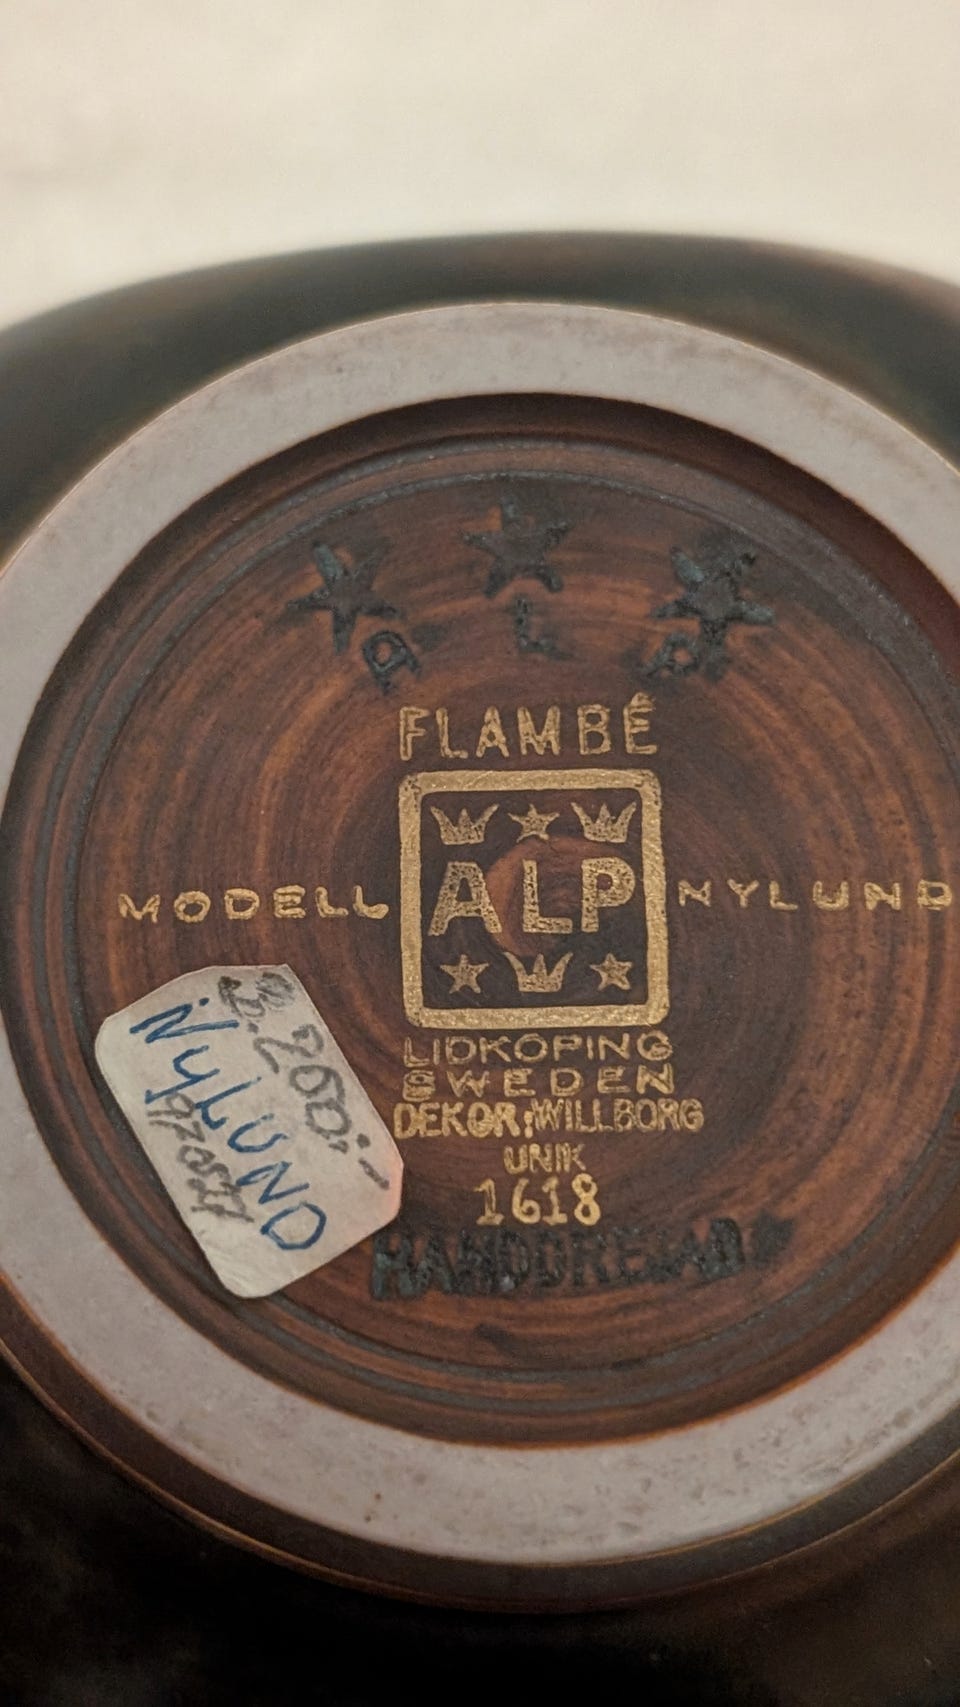 A L P
FLAMBÉ
MODELL ALP NYLUND
LIDKOPING
SWEDEN
DEKOR: WILLBORG
UNIK
1618
HANDDREJAD
NYLUND